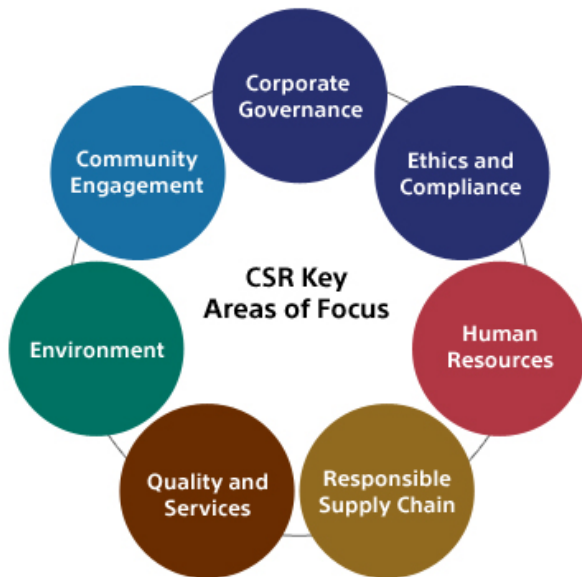 Corporate
Governance
Community
Engagement
Ethics and
Compliance
CSR Key
Areas of Focus
Environment
Human
Resources
Quality and
Services
Responsible
Supply Chain